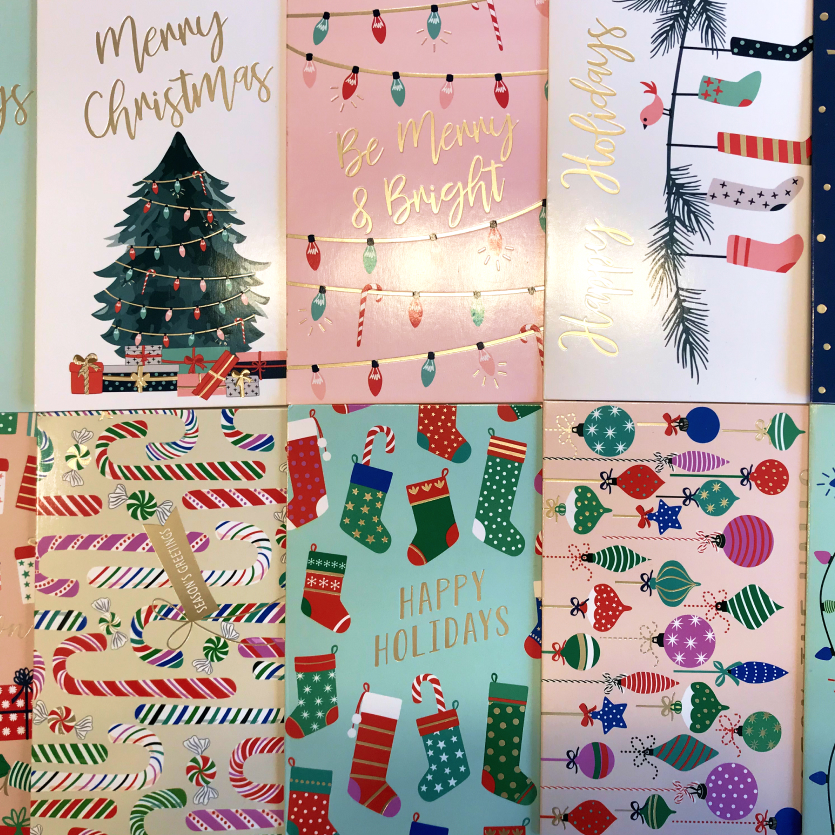 Merry
Christmas
Be Merry
& Bright
Happy Holidays
SEASON'S GREETINGS
HAPPY
HOLIDAYS